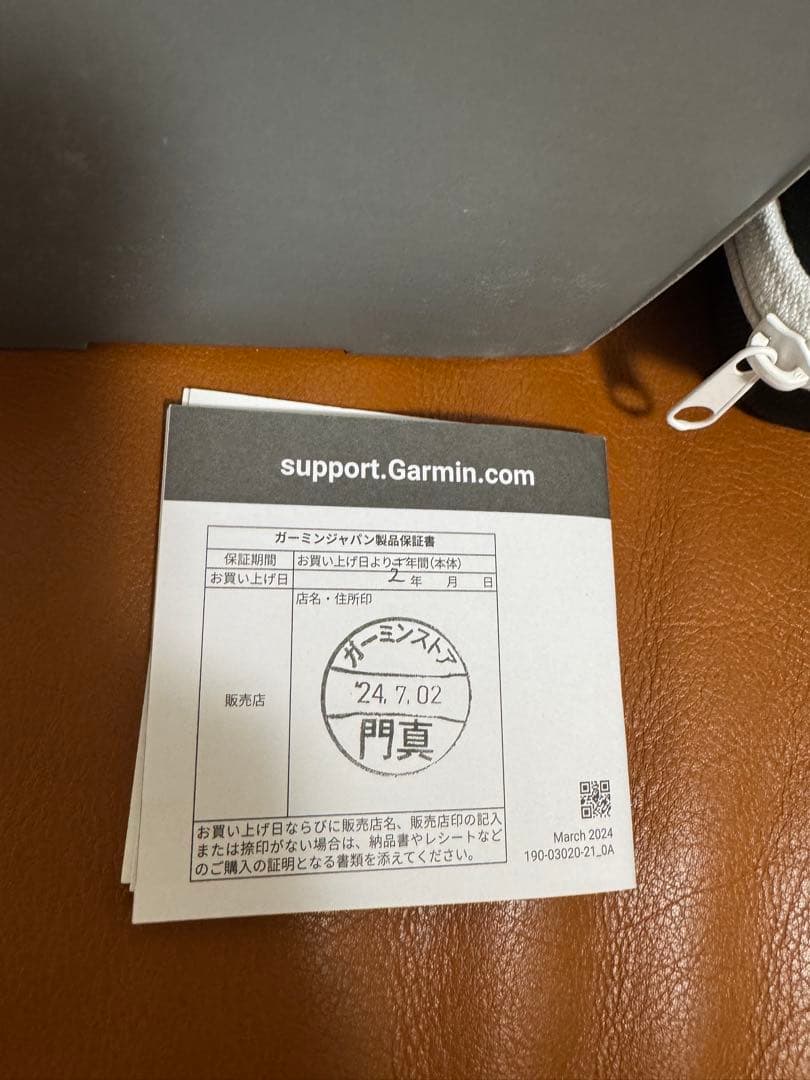 support.Garmin.com
ガーミンジャパン製品保証書
保証期間 お買い上げ日より1年間(本体)
2
お買い上げ日 年 月 日
販売店
店名・住所印
ガーミンストア
'24.7.02
門真
お買い上げ日ならびに販売店名、販売店印の記入
または捺印がない場合は、納品書やレシートなど
のご購入の証明となる書類を添えてください。
March 2024
190-03020-21_0A